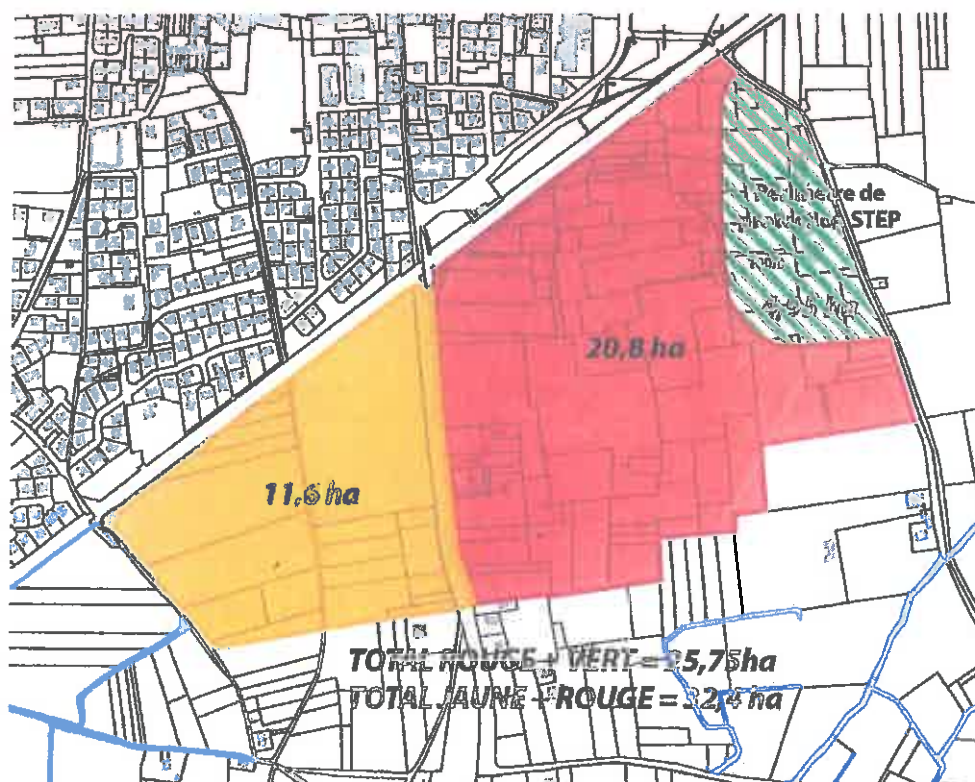 Périmètre de
STEP
20,8 ha
11,6 ha
TOTAL ROUGE + VERT = 25,75ha
TOTAL JAUNE + ROUGE = 32,4 ha